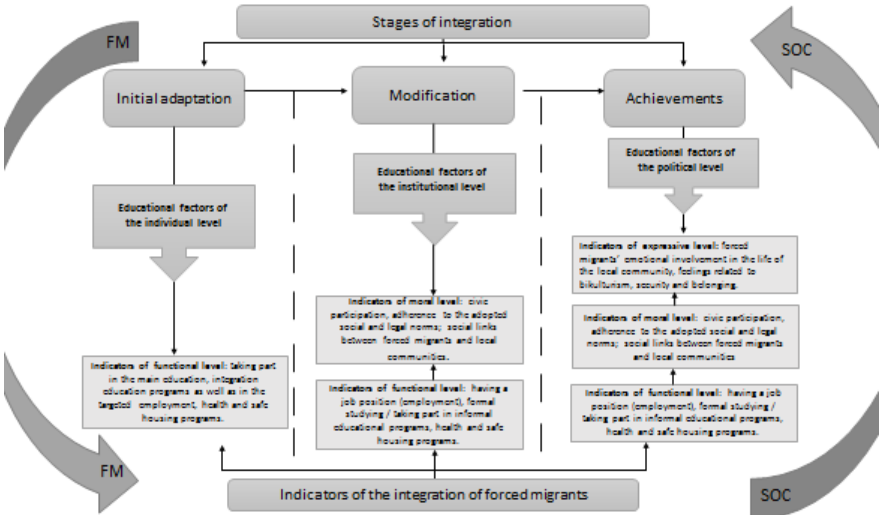 Stages of integration
FM
SOC
Initial adaptation
Modification
Achievements
Educational factors of
the individual level
Educational factors of
the institutional level
Educational factors of
the political level
Indicators of expressive level: forced
migrants' emotional involvement in the life of
the local community, feelings related to
bikulturism, security and belonging.
Indicators of moral level: civic
participation, adherence to the adopted
social and legal norms; social links
between forced migrants and local
communities.
Indicators of moral level: civic participation,
adherence to the adopted social and legal
norms; social links between forced migrants
and local communities
Indicators of functional level: taking part
in the main education, integration
education programs as well as in the
targeted employment, health and safe
housing programs.
Indicators of functional level: having a
job position (employment), formal
studying / taking part in informal
educational programs, health and safe
housing programs.
Indicators of functional level: having a job
position (employment), formal studying /
taking part in informal educational programs,
health and safe housing programs.
FM
Indicators of the integration of forced migrants
SOC